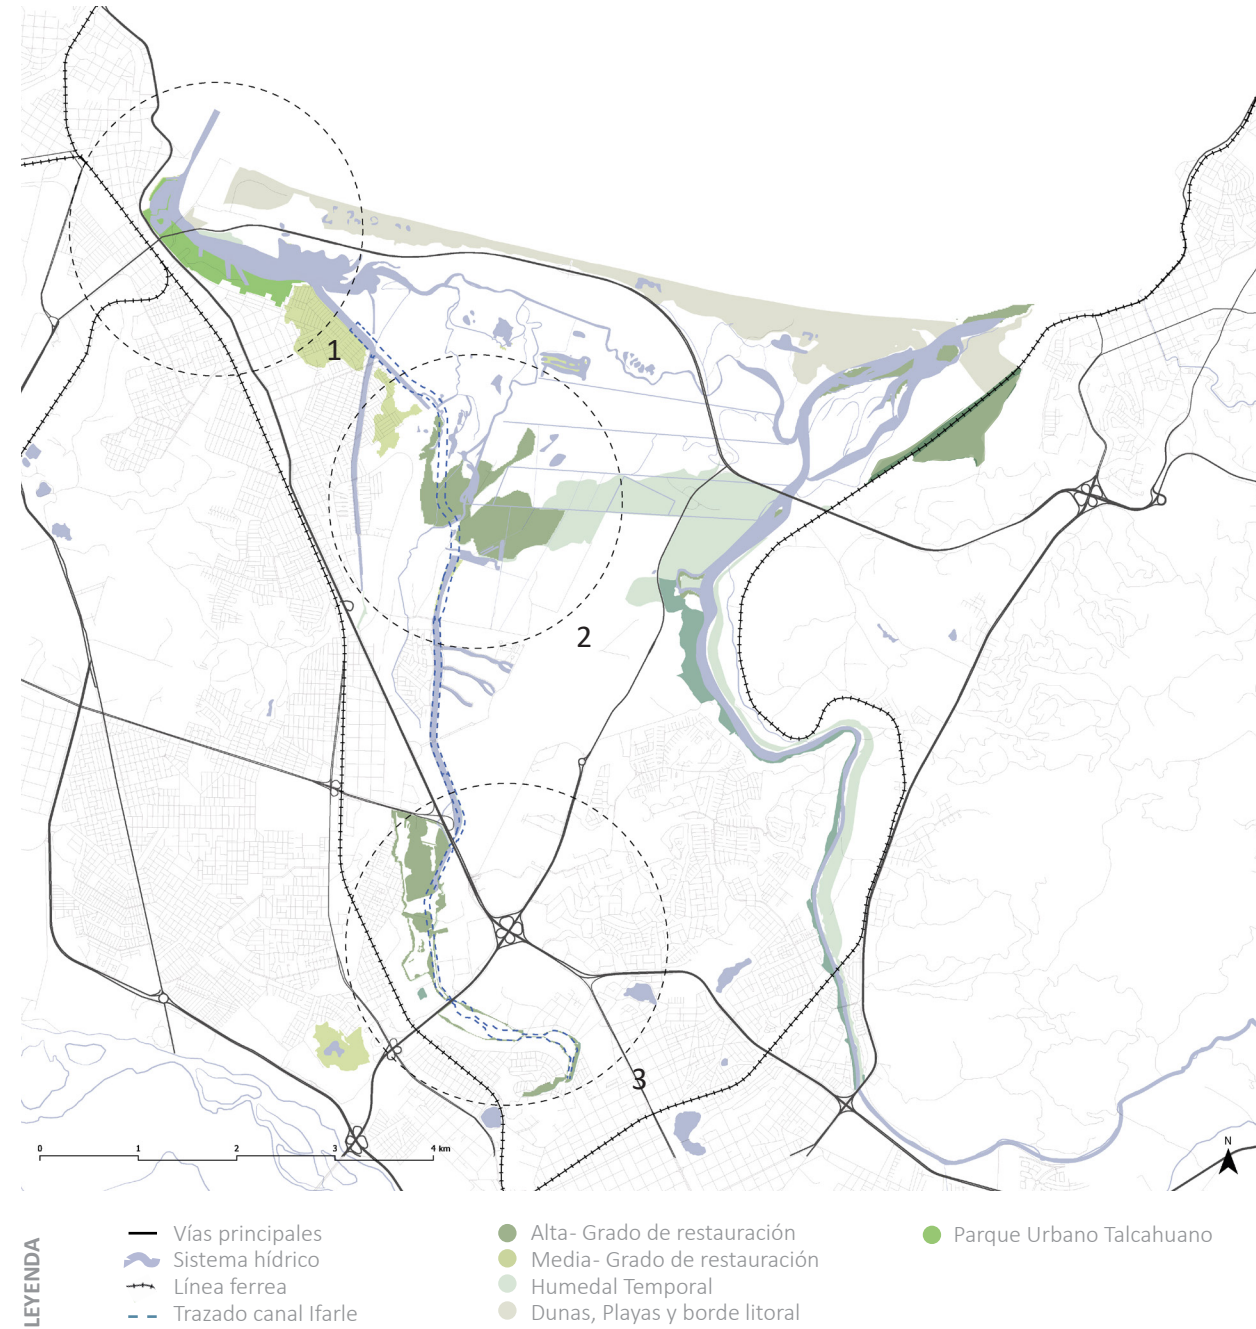 1
2
3
0 1 2 3 4 km
N
LEYENDA
Vías principales
Sistema hídrico
Línea ferrea
Trazado canal Ifarle
Alta- Grado de restauración
Media- Grado de restauración
Humedal Temporal
Dunas, Playas y borde litoral
Parque Urbano Talcahuano